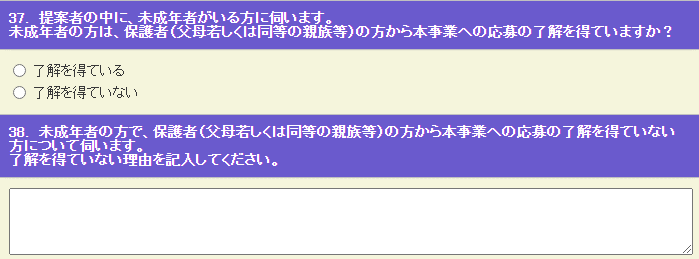 37. 提案者の中に、未成年者がいる方に伺います。
未成年者の方は、保護者(父母若しくは同等の親族等)の方から本事業への応募の了解を得ていますか？
了解を得ている
了解を得ていない
38. 未成年者の方で、保護者(父母若しくは同等の親族等)の方から本事業への応募の了解を得ていない
方について伺います。
了解を得ていない理由を記入してください。